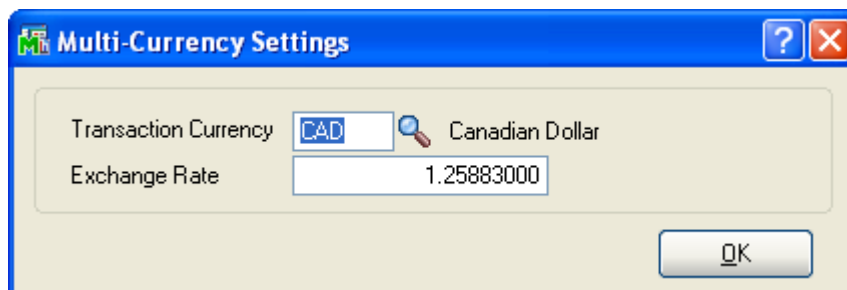 Multi-Currency Settings
Transaction Currency CAD Canadian Dollar
Exchange Rate 1.25883000
OK